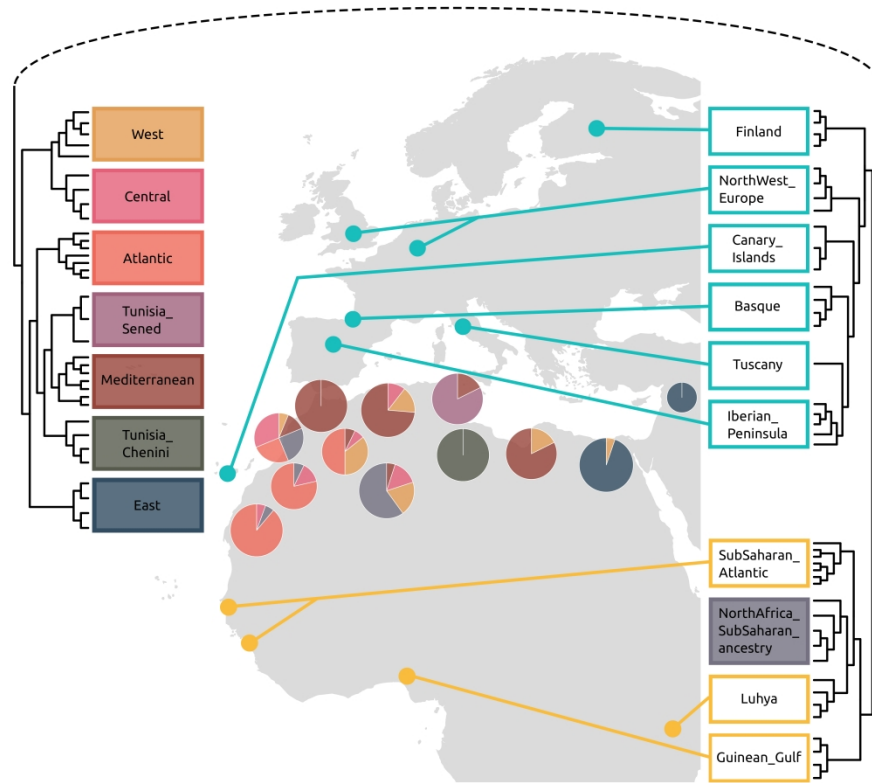 West
Central
Atlantic
Tunisia_
Sened
Mediterranean
Tunisia_
Chenini
East
Finland
NorthWest_
Europe
Canary_
Islands
Basque
Tuscany
Iberian_
Peninsula
SubSaharan_
Atlantic
NorthAfrica_
SubSaharan_
ancestry
Luhya
Guinean_Gulf